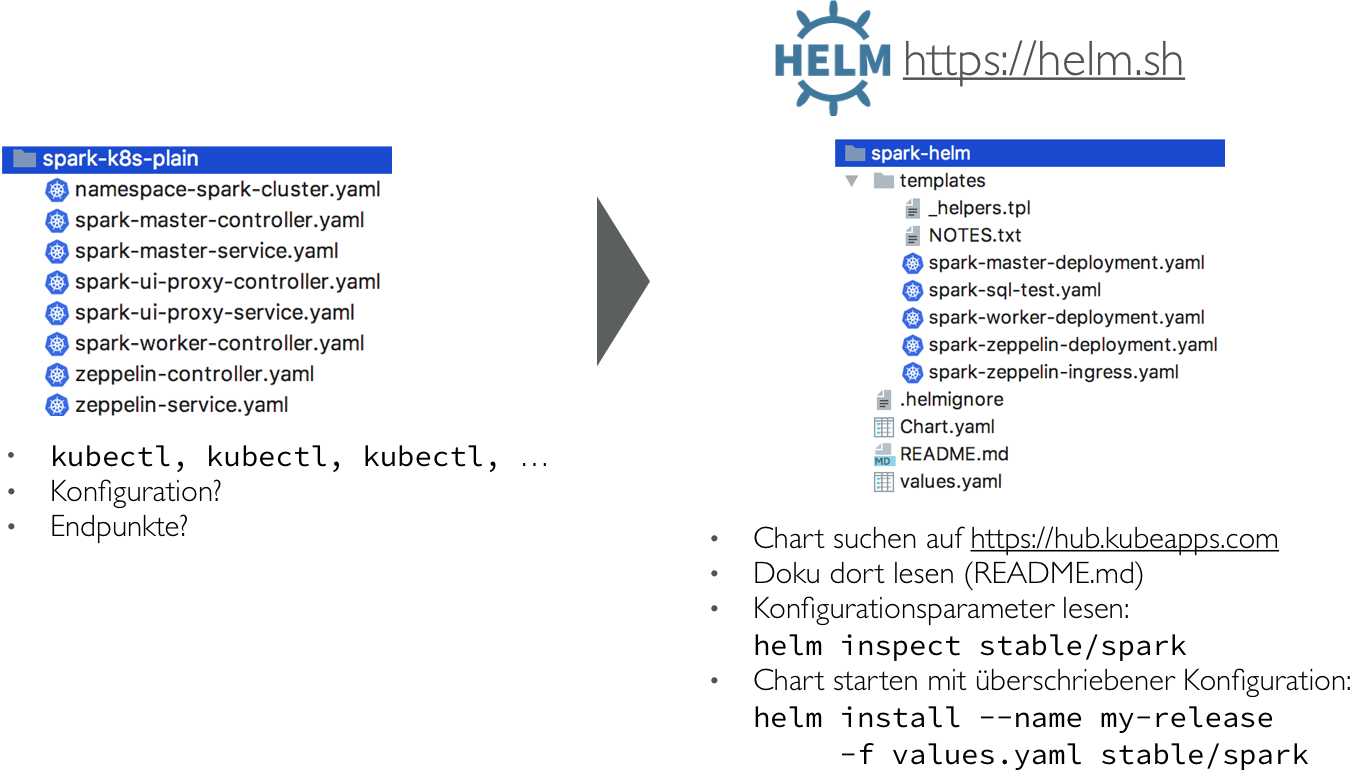 HELM https://helm.sh
spark-k8s-plain
namespace-spark-cluster.yaml
spark-master-controller.yaml
spark-master-service.yaml
spark-ui-proxy-controller.yaml
spark-ui-proxy-service.yaml
spark-worker-controller.yaml
zeppelin-controller.yaml
zeppelin-service.yaml
• kubectl, kubectl, kubectl, …
• Konfiguration?
• Endpunkte?
spark-helm
templates
_helpers.tpl
NOTES.txt
spark-master-deployment.yaml
spark-sql-test.yaml
spark-worker-deployment.yaml
spark-zeppelin-deployment.yaml
spark-zeppelin-ingress.yaml
.helmignore
Chart.yaml
MD README.md
values.yaml
• Chart suchen auf https://hub.kubeapps.com
• Doku dort lesen (README.md)
• Konfigurationsparameter lesen:
helm inspect stable/spark
• Chart starten mit überschriebener Konfiguration:
helm install --name my-release
-f values.yaml stable/spark